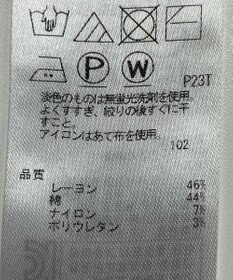 P
W
P23T
淡色のものは無蛍光洗剤を使用。
よくすすぎ、絞りの後すぐに干
すこと。
アイロンはあて布を使用。
102
品質
レーヨン 46%
綿 44%
ナイロン 7%
ポリウレタン 3%